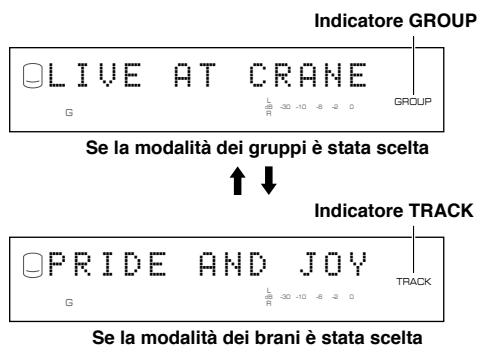 Indicatore GROUP
LIVE AT CRANE
GROUP
G
L
dB -30 -10 -6 -2 0
R
Se la modalità dei gruppi è stata scelta
Indicatore TRACK
PRIDE AND JOY
TRACK
G
L
dB -30 -10 -6 -2 0
R
Se la modalità dei brani è stata scelta